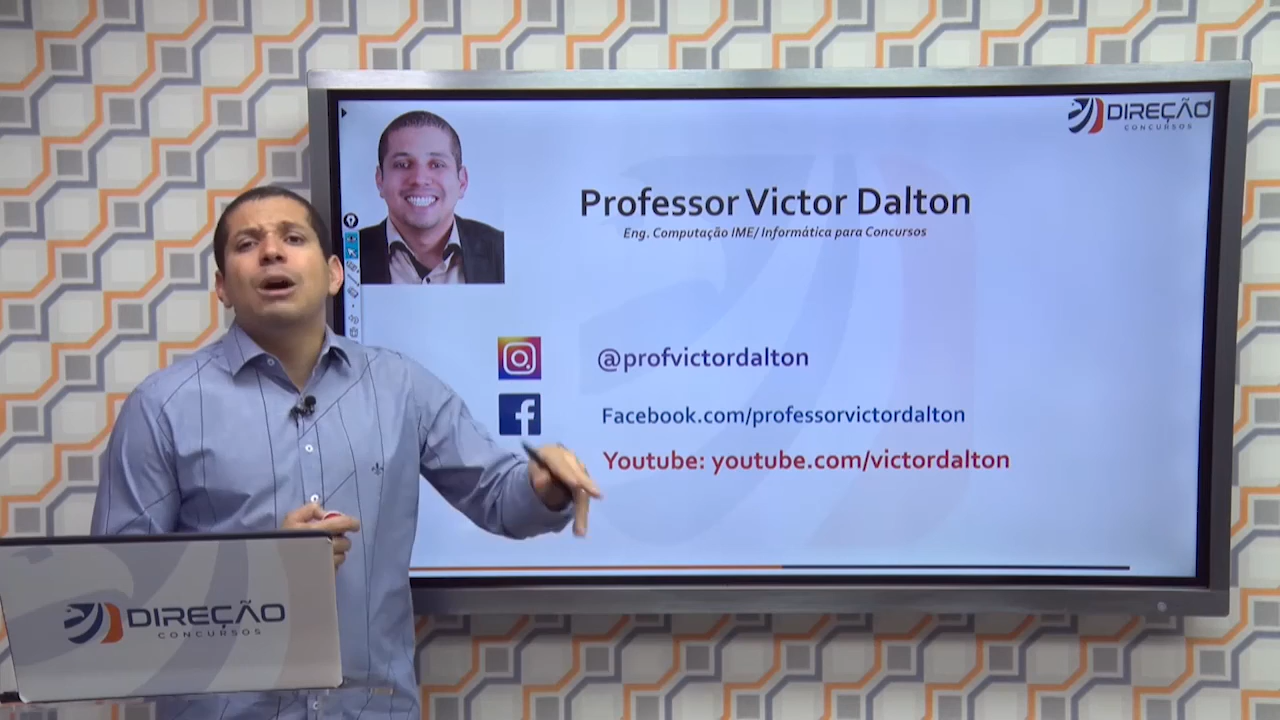 DIREÇÃO
CONCURSOS
Professor Victor Dalton
Eng. Computação IME/ Informática para Concursos
@profvictordalton
Facebook.com/professorvictordalton
Youtube: youtube.com/victordalton
DIREÇÃO
CONCURSOS